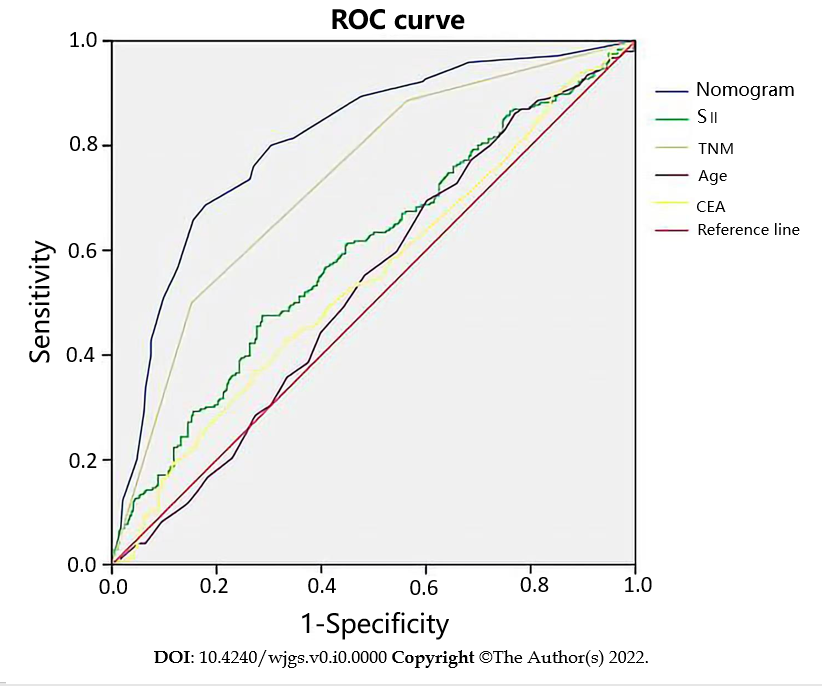 ROC curve
1.0
0.8
0.6
0.4
0.2
0.0
Sensitivity
0.0 0.2 0.4 0.6 0.8 1.0
1-Specificity
Nomogram
SII
TNM
Age
CEA
Reference line
DOI: 10.4240/wjgs.v0.i0.0000 Copyright ©The Author(s) 2022.